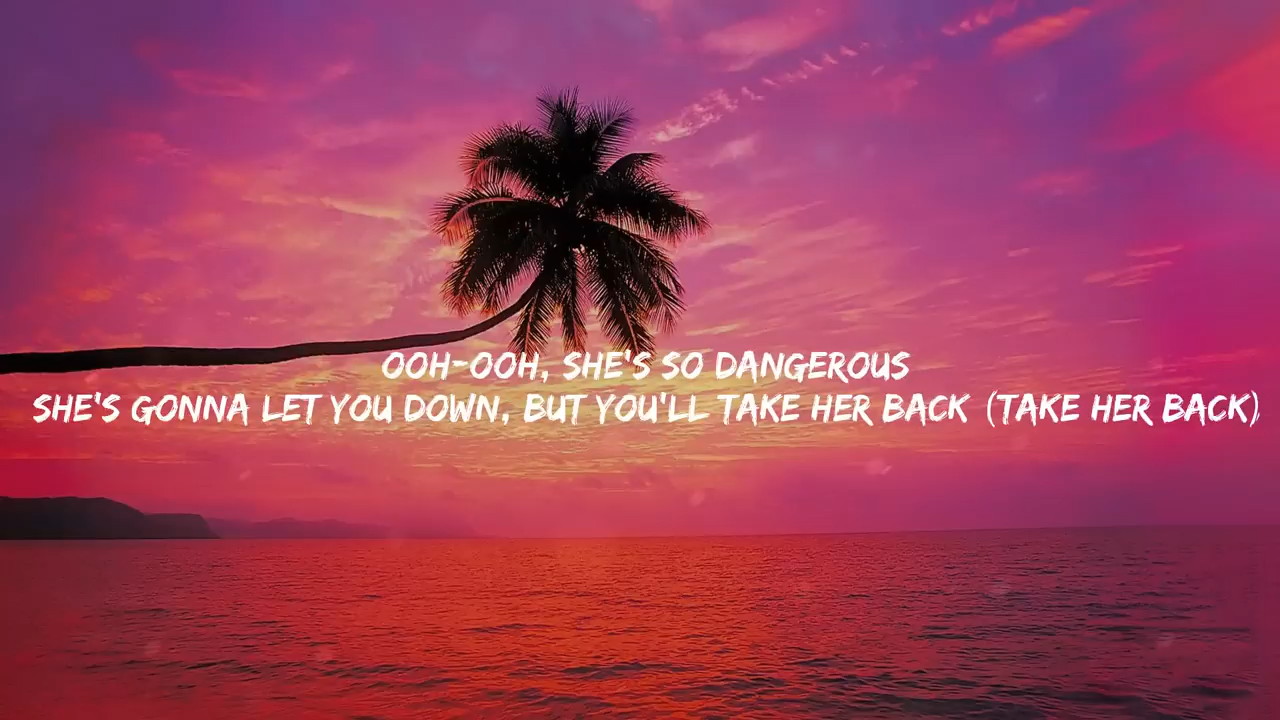 OOH-OOH, SHE'S SO DANGEROUS
SHE'S GONNA LET YOU DOWN, BUT YOU'LL TAKE HER BACK (TAKE HER BACK)